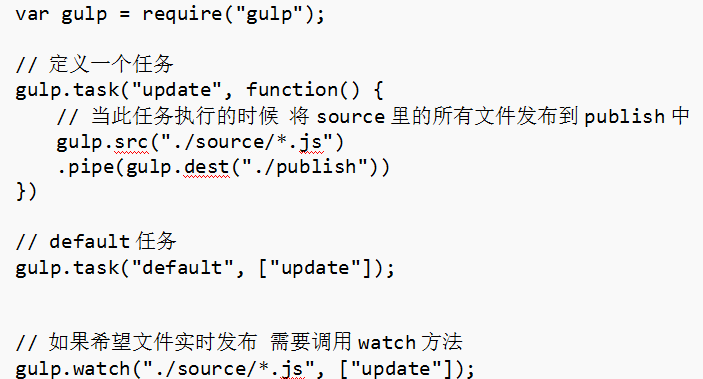 var gulp = require("gulp");
// 定义一个任务
gulp.task("update", function() {
// 当此任务执行的时候 将 source 里的所有文件发布到 publish 中
gulp.src("./source/*.js")
.pipe(gulp.dest("./publish"))
})
// default 任务
gulp.task("default", ["update"]);
// 如果希望文件实时发布 需要调用 watch 方法
gulp.watch("./source/*.js", ["update"]);